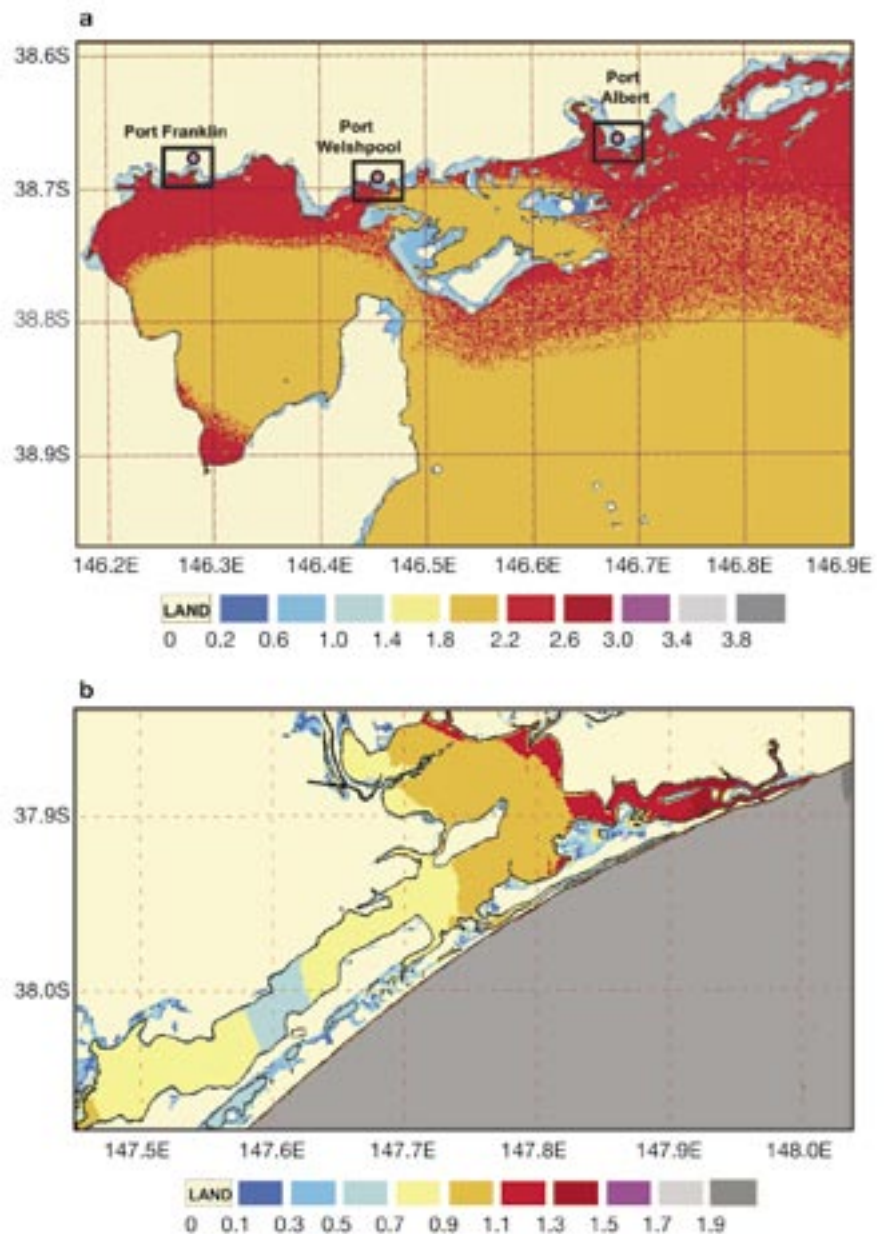 a
38.6S
Port
Albert
Port Franklin
Port
Welshpool
38.7S
38.8S
38.9S
146.2E 146.3E 146.4E 146.5E 146.6E 146.7E 146.8E 146.9E
LAND
0 0.2 0.6 1.0 1.4 1.8 2.2 2.6 3.0 3.4 3.8
b
37.9S
38.0S
147.5E 147.6E 147.7E 147.8E 147.9E 148.0E
LAND
0 0.1 0.3 0.5 0.7 0.9 1.1 1.3 1.5 1.7 1.9